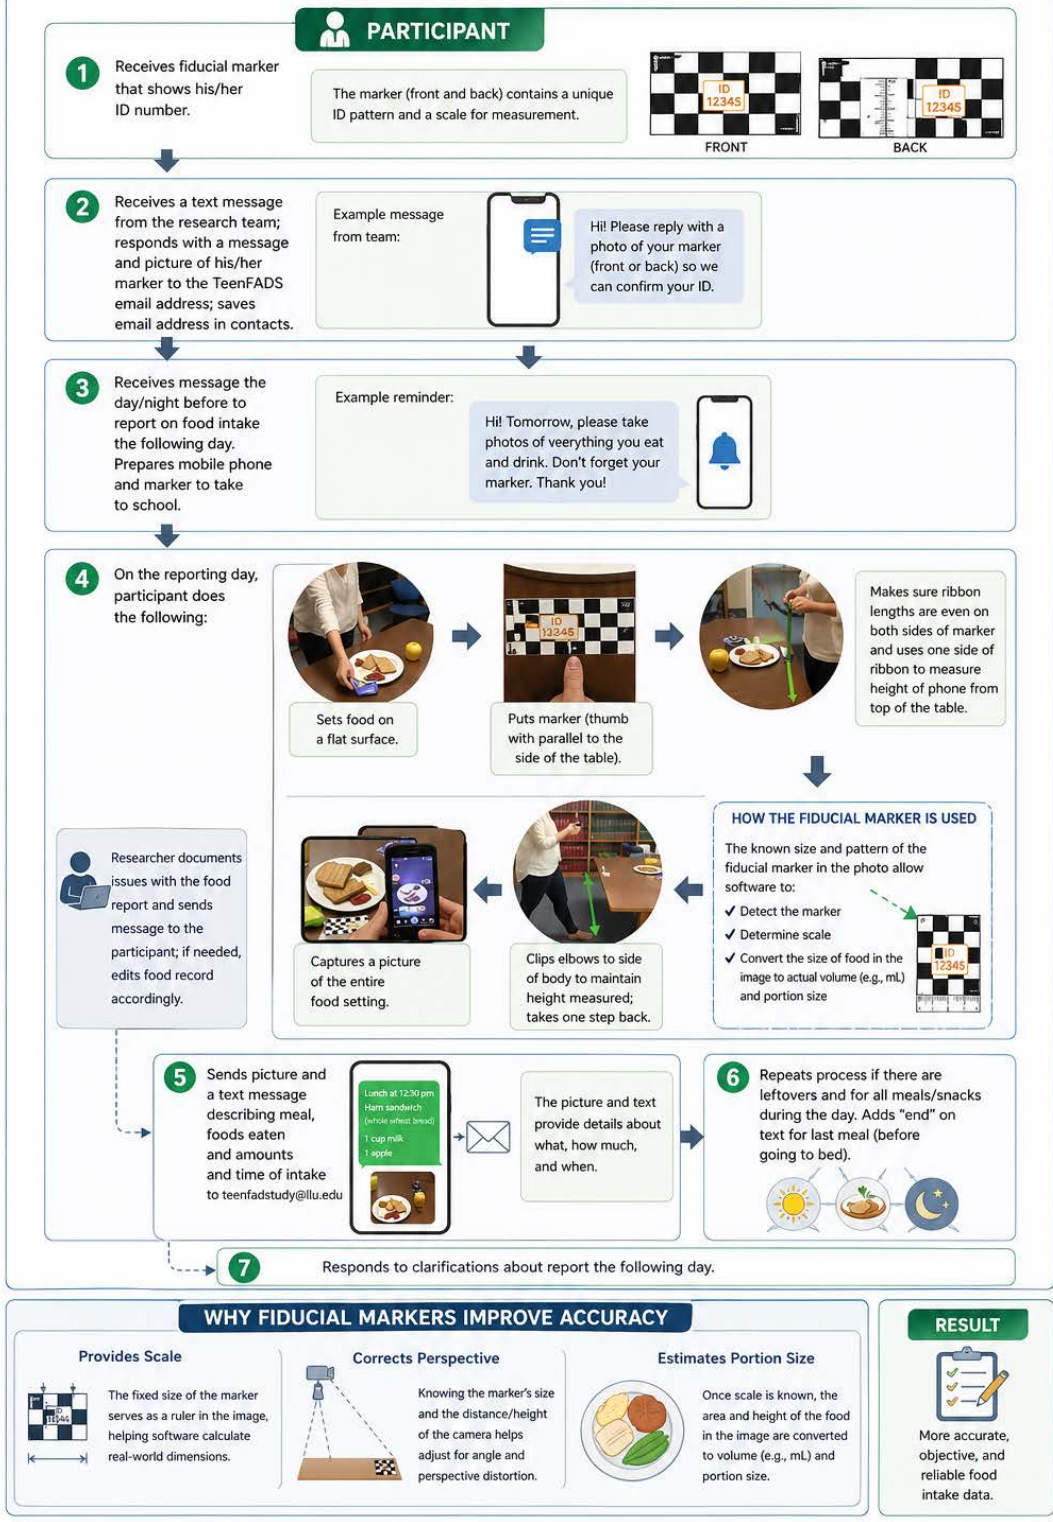 PARTICIPANT
1
Receives fiducial marker
that shows his/her
ID number.
The marker (front and back) contains a unique
ID pattern and a scale for measurement.
ID
12345
FRONT
ID
12345
BACK
2
Receives a text message
from the research team;
responds with a message
and picture of his/her
marker to the TeenFADS
email address; saves
email address in contacts.
Example message
from team:
Hi! Please reply with a
photo of your marker
(front or back) so we
can confirm your ID.
3
Receives message the
day/night before to
report on food intake
the following day.
Prepares mobile phone
and marker to take
to school.
Example reminder:
Hi! Tomorrow, please take
photos of veerything you eat
and drink. Don't forget your
marker. Thank you!
4
On the reporting day,
participant does
the following:
Sets food on
a flat surface.
ID
12345
Puts marker (thumb
with parallel to the
side of the table).
Makes sure ribbon
lengths are even on
both sides of marker
and uses one side of
ribbon to measure
height of phone from
top of the table.
HOW THE FIDUCIAL MARKER IS USED
The known size and pattern of the
fiducial marker in the photo allow
software to:
✓ Detect the marker
✓ Determine scale
✓ Convert the size of food in the
image to actual volume (e.g., mL)
and portion size
ID
12345
Clips elbows to side
of body to maintain
height measured;
takes one step back.
Captures a picture
of the entire
food setting.
Researcher documents
issues with the food
report and sends
message to the
participant; if needed,
edits food record
accordingly.
5
Sends picture and
a text message
describing meal,
foods eaten
and amounts
and time of intake
to teenfadstudy@llu.edu
Lunch at 12:30 pm
Ham sandwich
(whole wheat bread)
1 cup milk
1 apple
The picture and text
provide details about
what, how much,
and when.
6
Repeats process if there are
leftovers and for all meals/snacks
during the day. Adds "end" on
text for last meal (before
going to bed).
7
Responds to clarifications about report the following day.
WHY FIDUCIAL MARKERS IMPROVE ACCURACY
Provides Scale
The fixed size of the marker
serves as a ruler in the image,
helping software calculate
real-world dimensions.
Corrects Perspective
Knowing the marker's size
and the distance/height
of the camera helps
adjust for angle and
perspective distortion.
Estimates Portion Size
Once scale is known, the
area and height of the food
in the image are converted
to volume (e.g., mL) and
portion size.
RESULT
More accurate,
objective, and
reliable food
intake data.